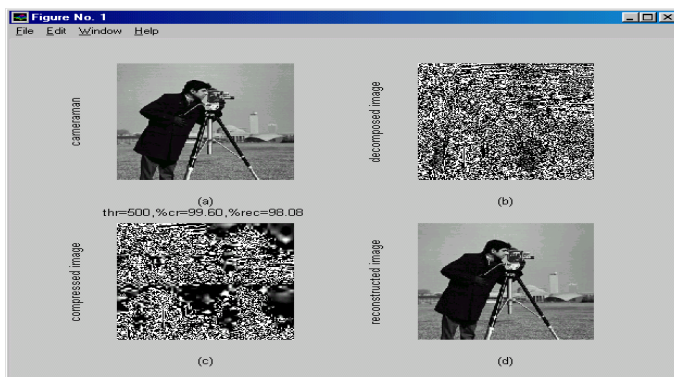 Figure No. 1
File Edit Window Help
cameraman
(a)
decomposed image
(b)
thr=500,%cr=99.60,%rec=98.08
compressed image
(c)
reconstructed image
(d)